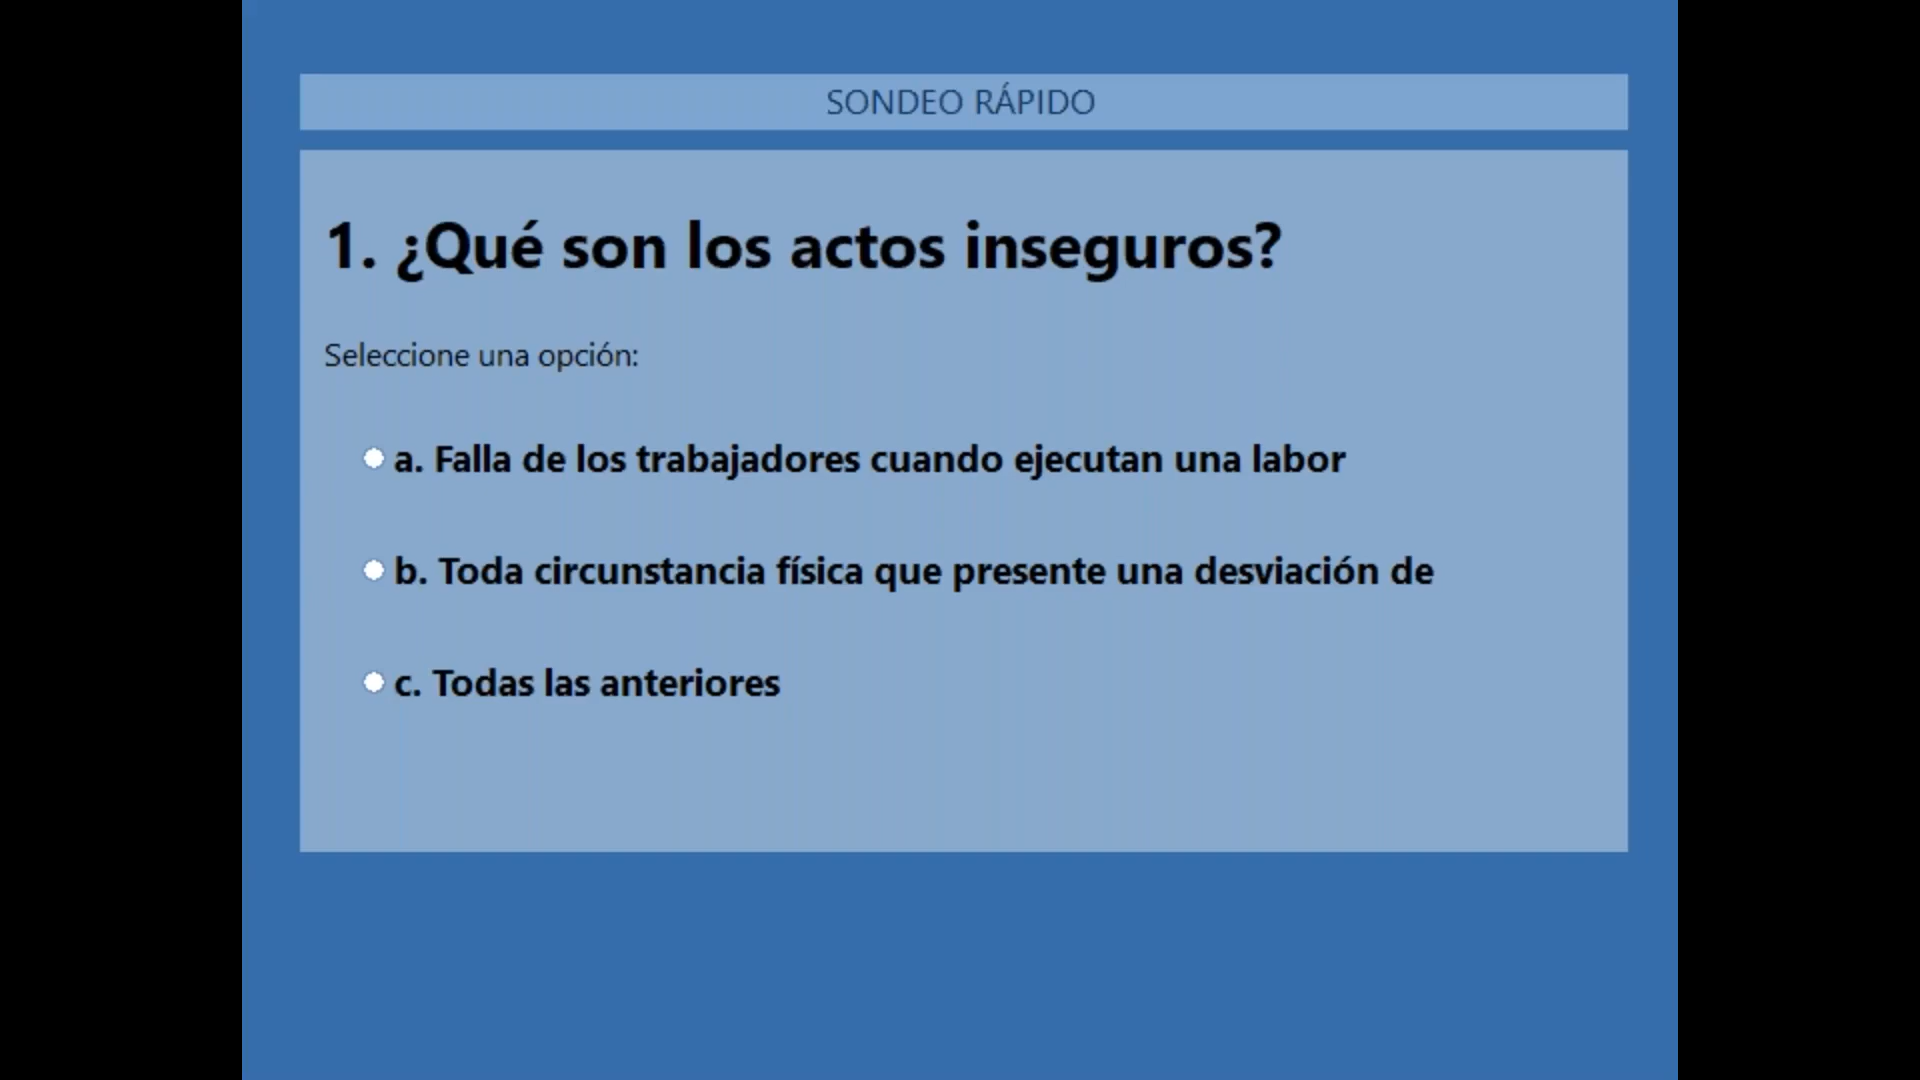 SONDEO RÁPIDO
1. ¿Qué son los actos inseguros?
Seleccione una opción:
a. Falla de los trabajadores cuando ejecutan una labor
b. Toda circunstancia física que presente una desviación de
c. Todas las anteriores